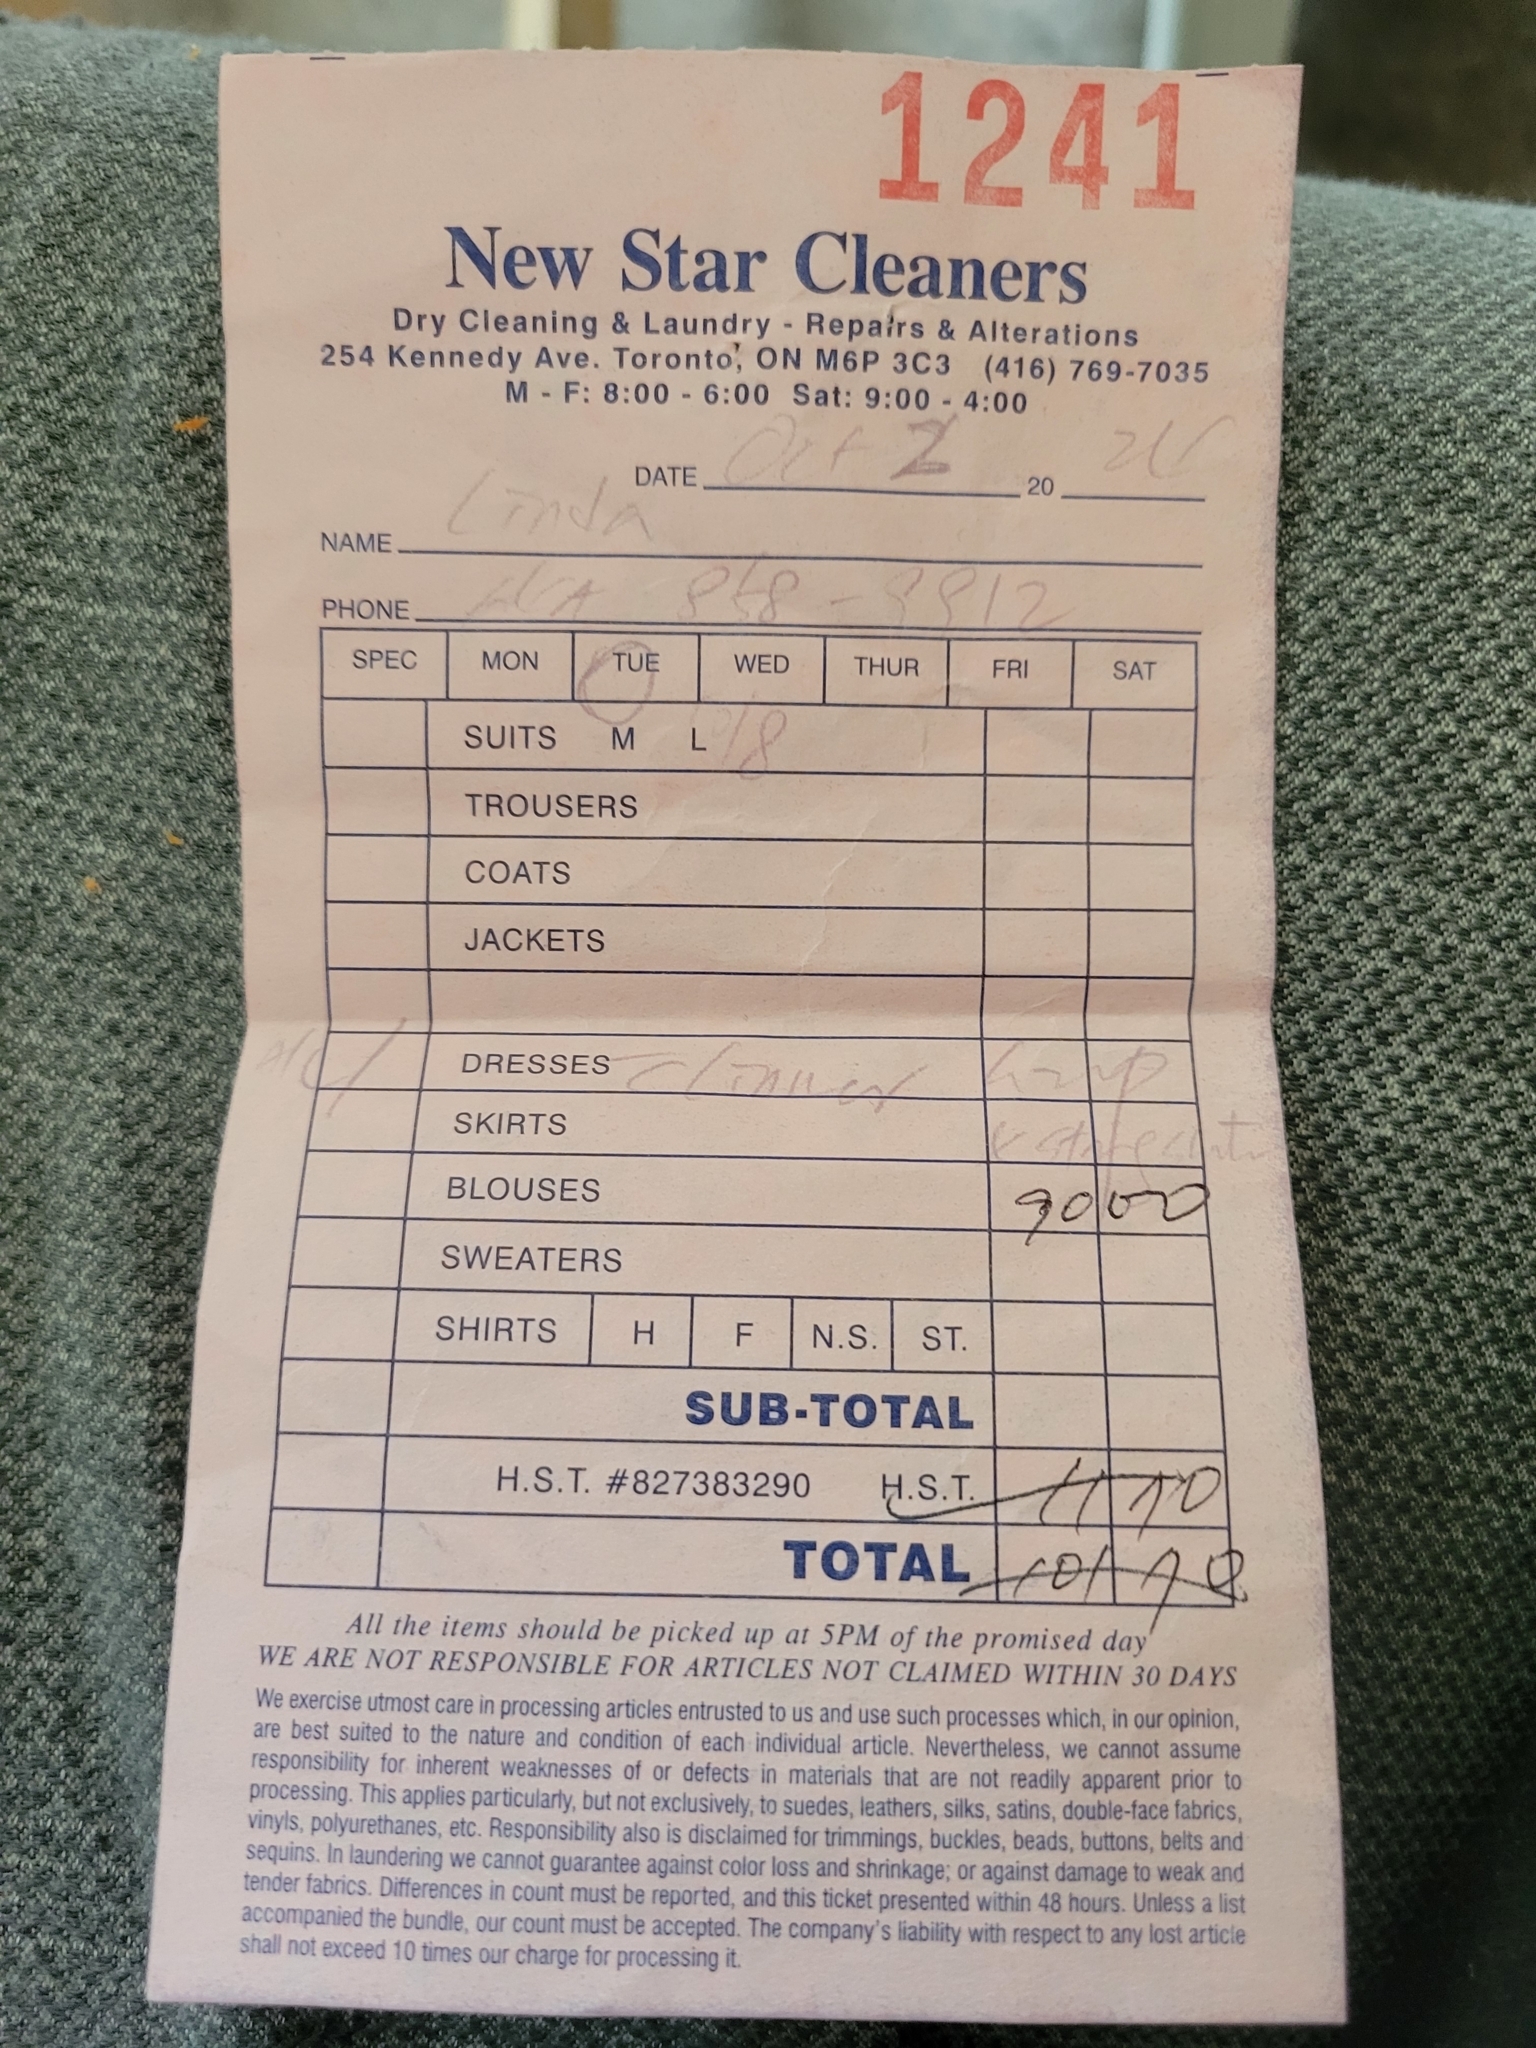 1241
New Star Cleaners
Dry Cleaning & Laundry - Repairs & Alterations
254 Kennedy Ave. Toronto, ON M6P 3C3 (416) 769-7035
M - F: 8:00 - 6:00 Sat: 9:00 - 4:00
DATE Oct 2 20
NAME Linda
PHONE 858-9912
SPEC MON TUE WED THUR FRI SAT
SUITS M L
TROUSERS
COATS
JACKETS
DRESSES
SKIRTS
BLOUSES 90 00
SWEATERS
SHIRTS H F N.S. ST.
SUB-TOTAL
H.S.T. #827383290 H.S.T. 11 70
TOTAL 101 70
All the items should be picked up at 5PM of the promised day
WE ARE NOT RESPONSIBLE FOR ARTICLES NOT CLAIMED WITHIN 30 DAYS
We exercise utmost care in processing articles entrusted to us and use such processes which, in our opinion,
are best suited to the nature and condition of each individual article. Nevertheless, we cannot assume
responsibility for inherent weaknesses of or defects in materials that are not readily apparent prior to
processing. This applies particularly, but not exclusively, to suedes, leathers, silks, satins, double-face fabrics,
vinyls, polyurethanes, etc. Responsibility also is disclaimed for trimmings, buckles, beads, buttons, belts and
sequins. In laundering we cannot guarantee against color loss and shrinkage; or against damage to weak and
tender fabrics. Differences in count must be reported, and this ticket presented within 48 hours. Unless a list
accompanied the bundle, our count must be accepted. The company's liability with respect to any lost article
shall not exceed 10 times our charge for processing it.